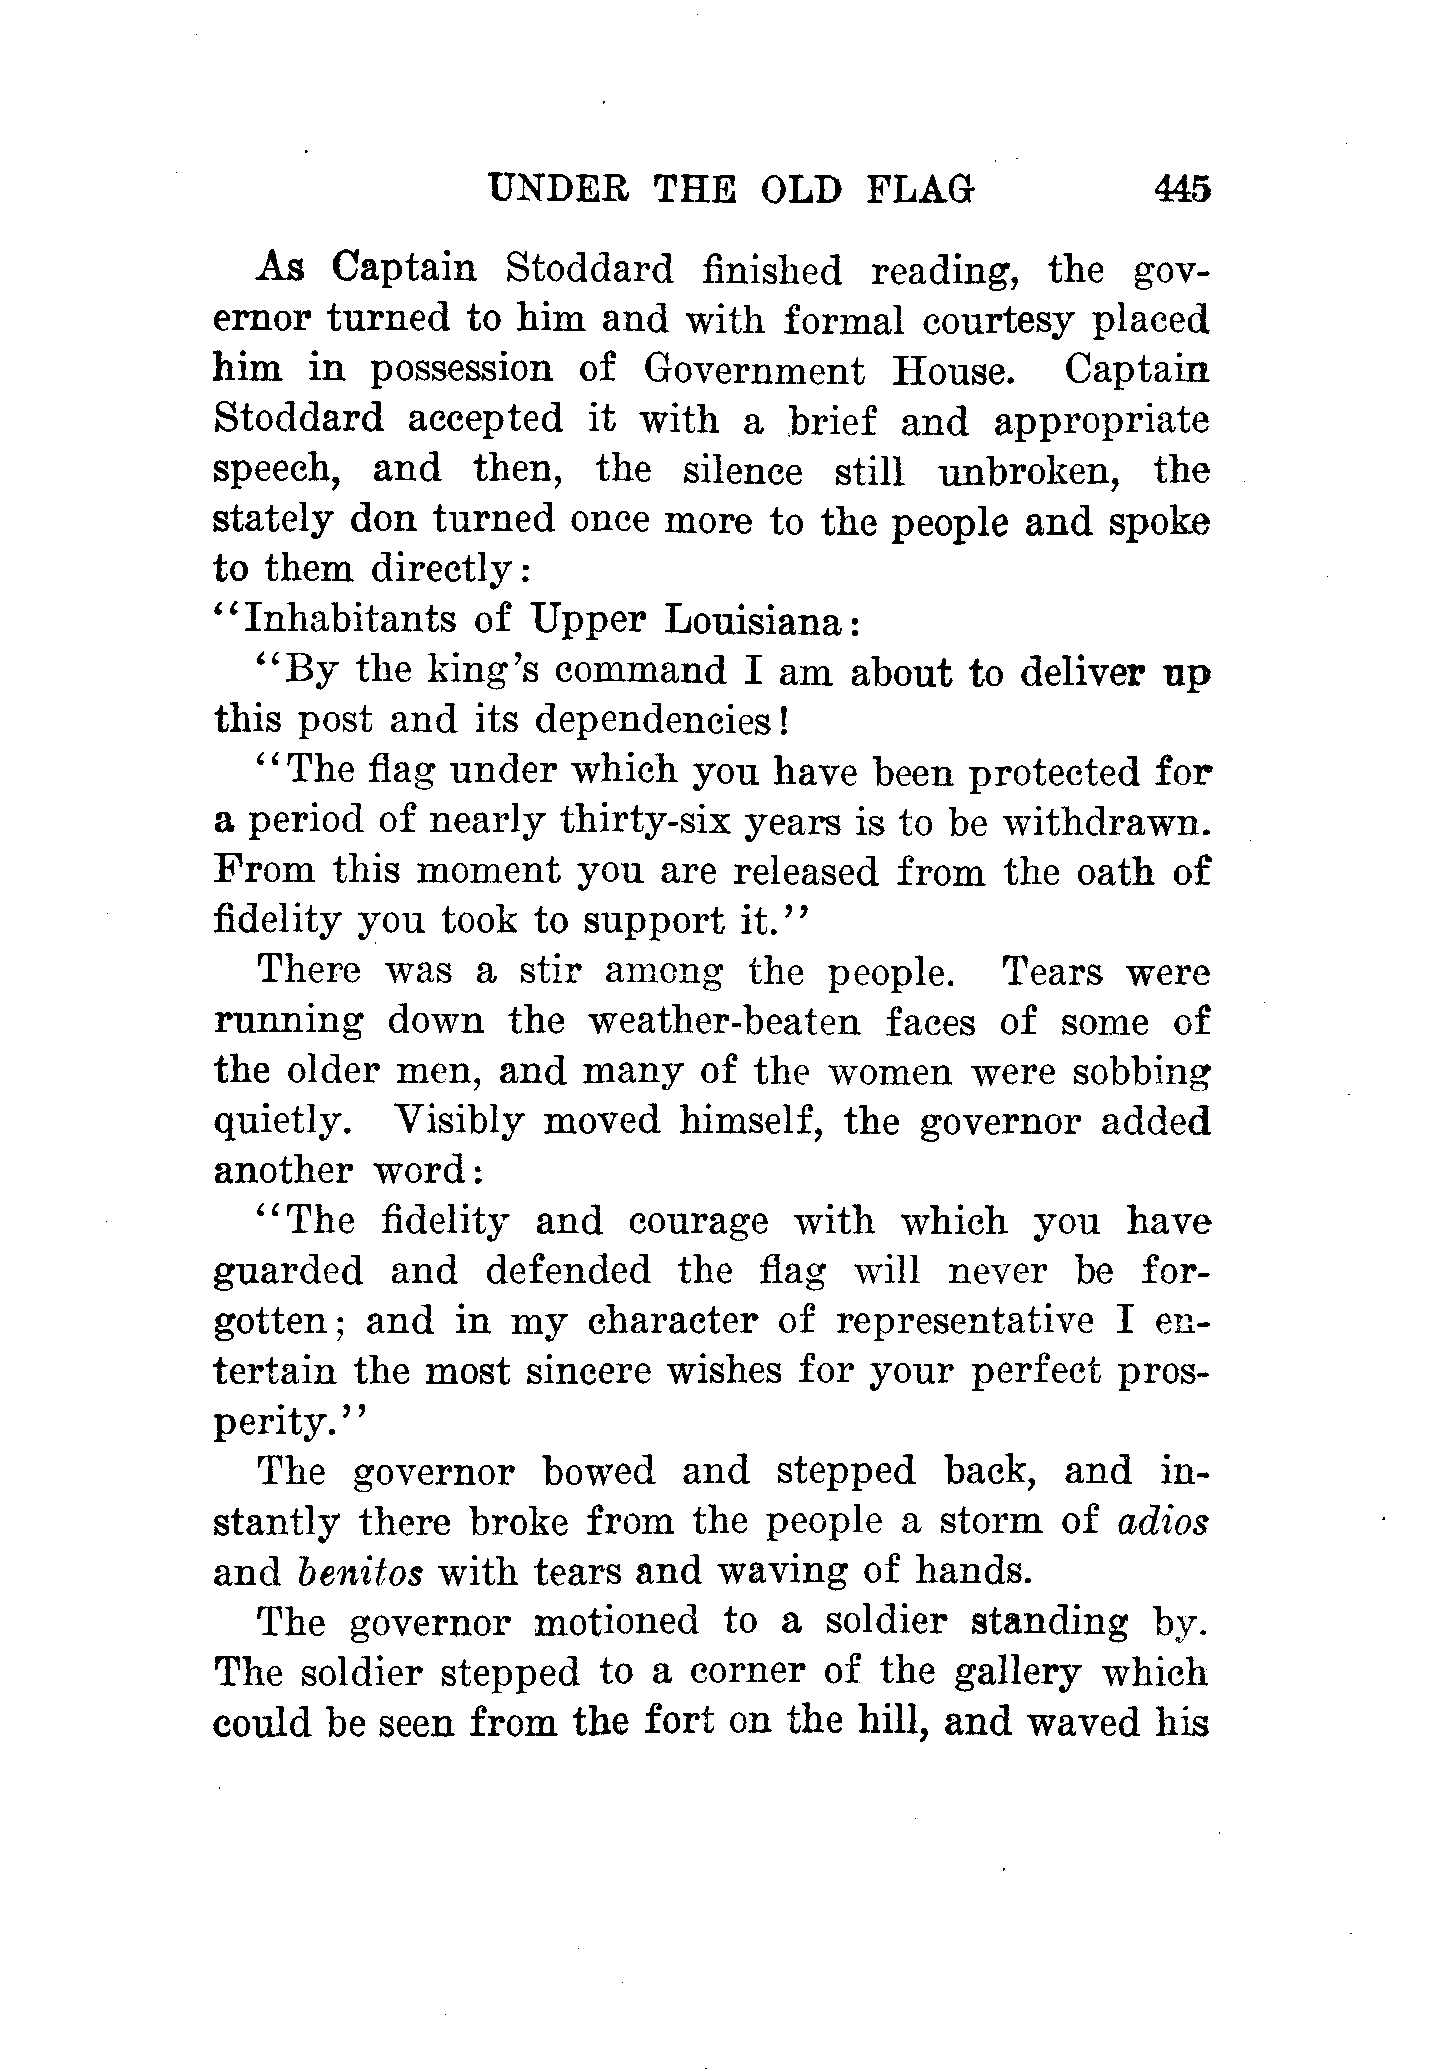 UNDER THE OLD FLAG 445
As Captain Stoddard finished reading, the gov-
ernor turned to him and with formal courtesy placed
him in possession of Government House. Captain
Stoddard accepted it with a brief and appropriate
speech, and then, the silence still unbroken, the
stately don turned once more to the people and spoke
to them directly:
"Inhabitants of Upper Louisiana:
"By the king's command I am about to deliver up
this post and its dependencies!
"The flag under which you have been protected for
a period of nearly thirty-six years is to be withdrawn.
From this moment you are released from the oath of
fidelity you took to support it."
There was a stir among the people. Tears were
running down the weather-beaten faces of some of
the older men, and many of the women were sobbing
quietly. Visibly moved himself, the governor added
another word:
"The fidelity and courage with which you have
guarded and defended the flag will never be for-
gotten; and in my character of representative I en-
tertain the most sincere wishes for your perfect pros-
perity."
The governor bowed and stepped back, and in-
stantly there broke from the people a storm of adios
and benitos with tears and waving of hands.
The governor motioned to a soldier standing by.
The soldier stepped to a corner of the gallery which
could be seen from the fort on the hill, and waved his